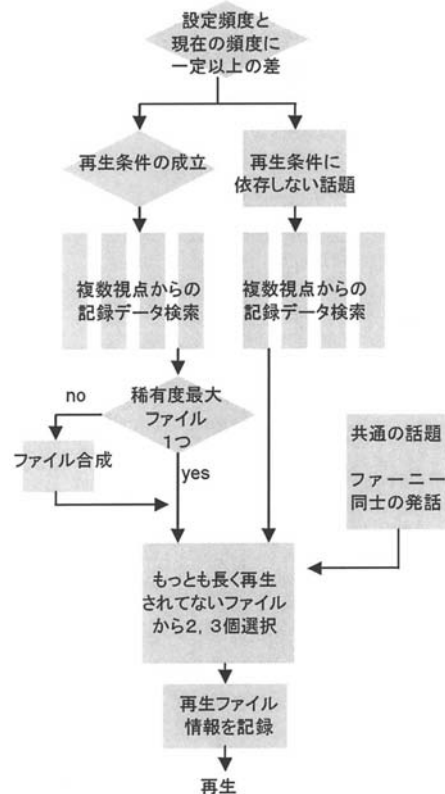 設定頻度と
現在の頻度に
一定以上の差
再生条件の成立
再生条件に
依存しない話題
複数視点からの
記録データ検索
複数視点からの
記録データ検索
稀有度最大
ファイル
1つ
no
yes
ファイル合成
共通の話題
ファーニー
同士の発話
もっとも長く再生
されてないファイル
から2, 3個選択
再生ファイル
情報を記録
再生